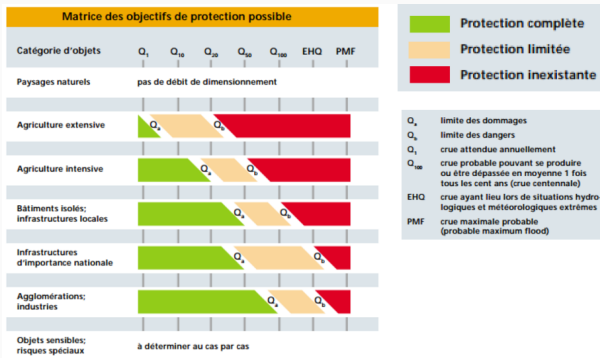 Matrice des objectifs de protection possible
Catégorie d'objets Q1 Q10 Q20 Q50 Q100 EHQ PMF
Paysages naturels pas de débit de dimensionnement
Agriculture extensive Qa Qb
Agriculture intensive Qa Qb
Bâtiments isolés;
infrastructures locales Qa Qb
Infrastructures
d'importance nationale Qa Qb
Agglomérations;
industries Qa Qb
Objets sensibles;
risques spéciaux à déterminer au cas par cas
Protection complète
Protection limitée
Protection inexistante
Qa limite des dommages
Qb limite des dangers
Q1 crue attendue annuellement
Q100 crue probable pouvant se produire
ou être dépassée en moyenne 1 fois
tous les cent ans (crue centennale)
EHQ crue ayant lieu lors de situations hydro-
logiques et météorologiques extrêmes
PMF crue maximale probable
(probable maximum flood)